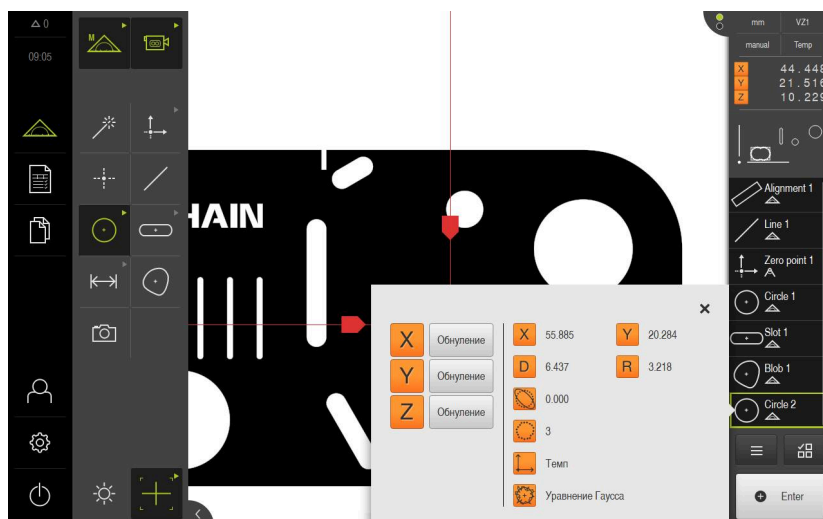 0
09:05
M
HAIN
mm VZ1
manual Temp
X 44.448
Y 21.516
Z 10.229
Alignment 1
Line 1
Zero point 1
Circle 1
Slot 1
Blob 1
Circle 2
Enter
X Обнуление
Y Обнуление
Z Обнуление
X 55.885 Y 20.284
D 6.437 R 3.218
0.000
3
Темп
Уравнение Гаусса